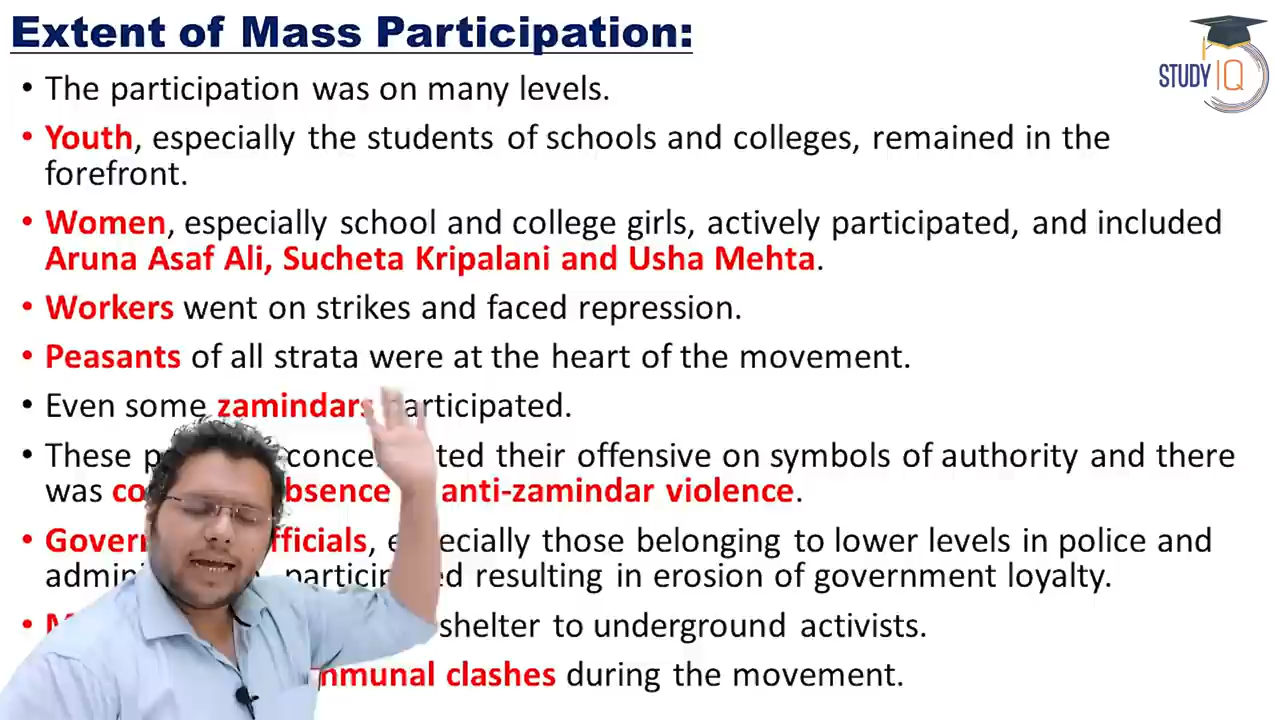 Extent of Mass Participation:
STUDY IQ
• The participation was on many levels.
• Youth, especially the students of schools and colleges, remained in the
forefront.
• Women, especially school and college girls, actively participated, and included
Aruna Asaf Ali, Sucheta Kripalani and Usha Mehta.
• Workers went on strikes and faced repression.
• Peasants of all strata were at the heart of the movement.
• Even some zamindars participated.
• These their offensive on symbols of authority and there
was anti-zamindar violence.
• officials, especially those belonging to lower levels in police and
resulting in erosion of government loyalty.
• shelter to underground activists.
clashes during the movement.